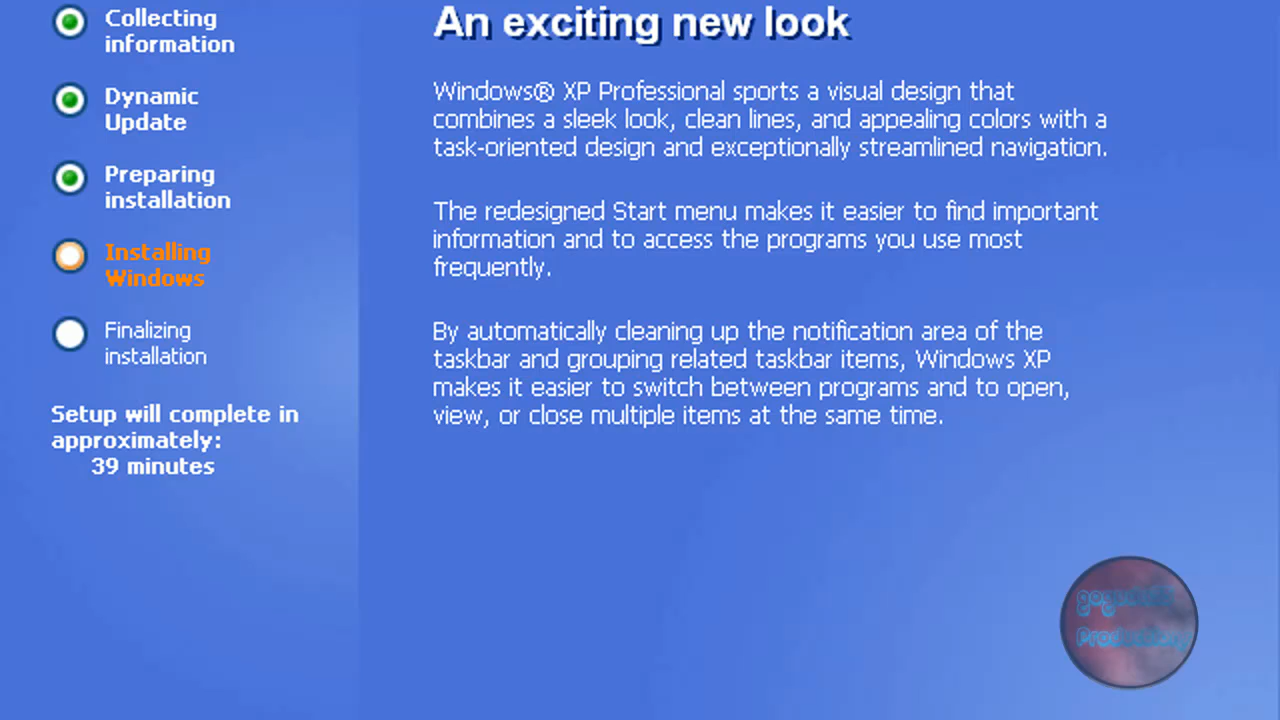 Collecting
information
Dynamic
Update
Preparing
installation
Installing
Windows
Finalizing
installation
Setup will complete in
approximately:
39 minutes
An exciting new look
Windows® XP Professional sports a visual design that
combines a sleek look, clean lines, and appealing colors with a
task-oriented design and exceptionally streamlined navigation.
The redesigned Start menu makes it easier to find important
information and to access the programs you use most
frequently.
By automatically cleaning up the notification area of the
taskbar and grouping related taskbar items, Windows XP
makes it easier to switch between programs and to open,
view, or close multiple items at the same time.